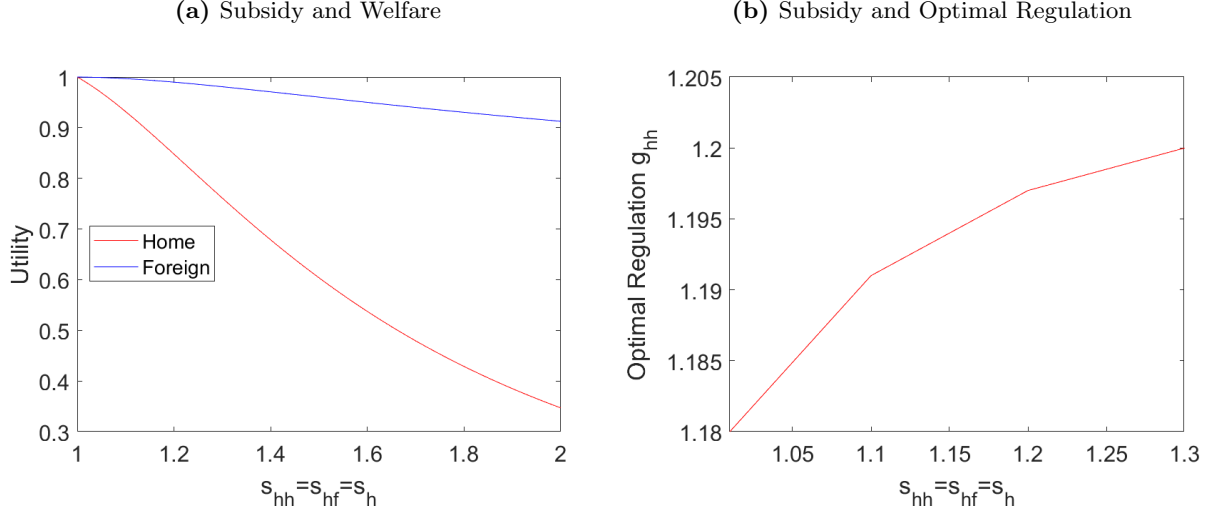 (a) Subsidy and Welfare
1
0.9
0.8
0.7
0.6
0.5
0.4
0.3
Utility
Home
Foreign
1 1.2 1.4 1.6 1.8 2
s_hh=s_hf=s_h
(b) Subsidy and Optimal Regulation
1.205
1.2
1.195
1.19
1.185
1.18
Optimal Regulation g_hh
1.05 1.1 1.15 1.2 1.25 1.3
s_hh=s_hf=s_h